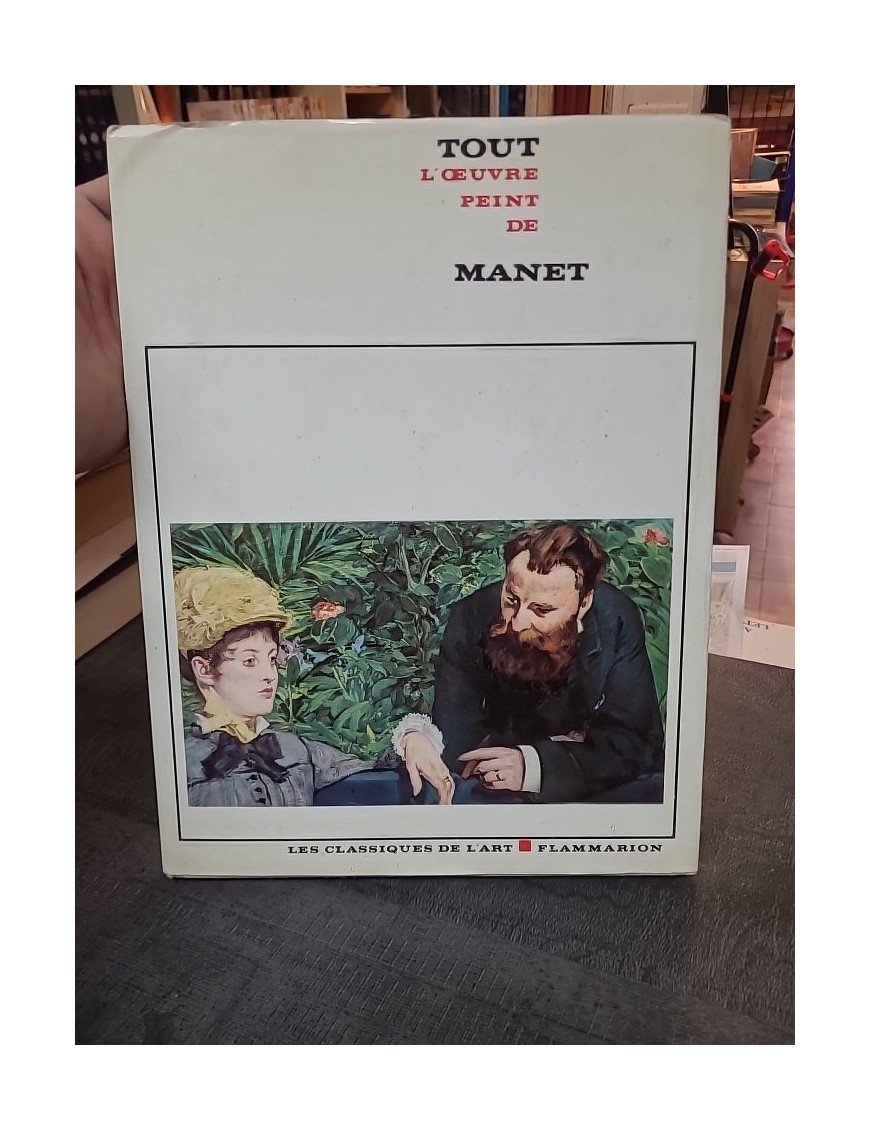 TOUT
L'ŒUVRE
PEINT
DE
MANET
LES CLASSIQUES DE L'ART ■ FLAMMARION